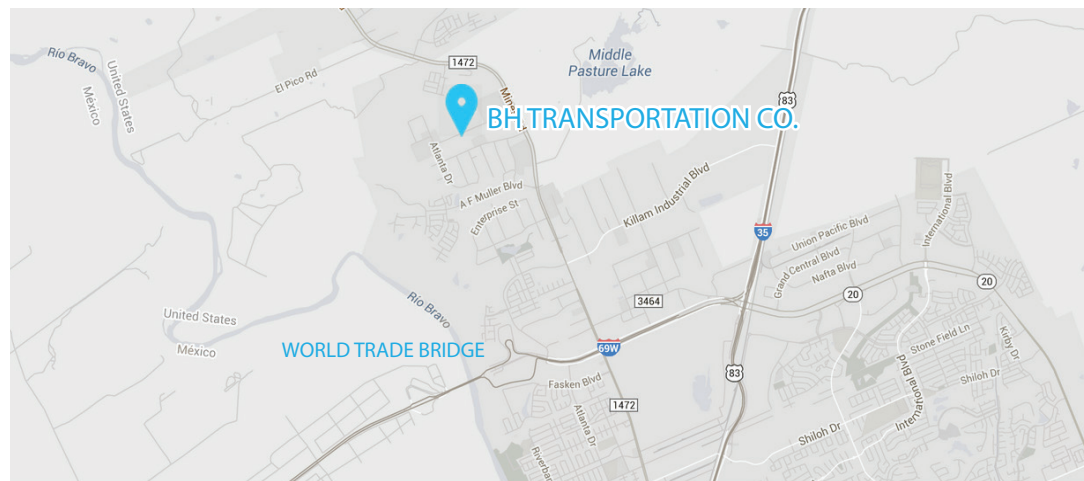 Río Bravo
United States
México
El Pico Rd
1472
Middle
Pasture Lake
83
BH TRANSPORTATION CO.
Atlanta Dr
A F Muller Blvd
Enterprise St
Killam Industrial Blvd
35
Union Pacific Blvd
Grand Central Blvd
Nafta Blvd
International Blvd
20
20
3464
Río Bravo
United States
México
WORLD TRADE BRIDGE
69W
83
Fasken Blvd
1472
Atlanta Dr
Stone Field Ln
Kirby Dr
Shiloh Dr
International Blvd
Shiloh Dr